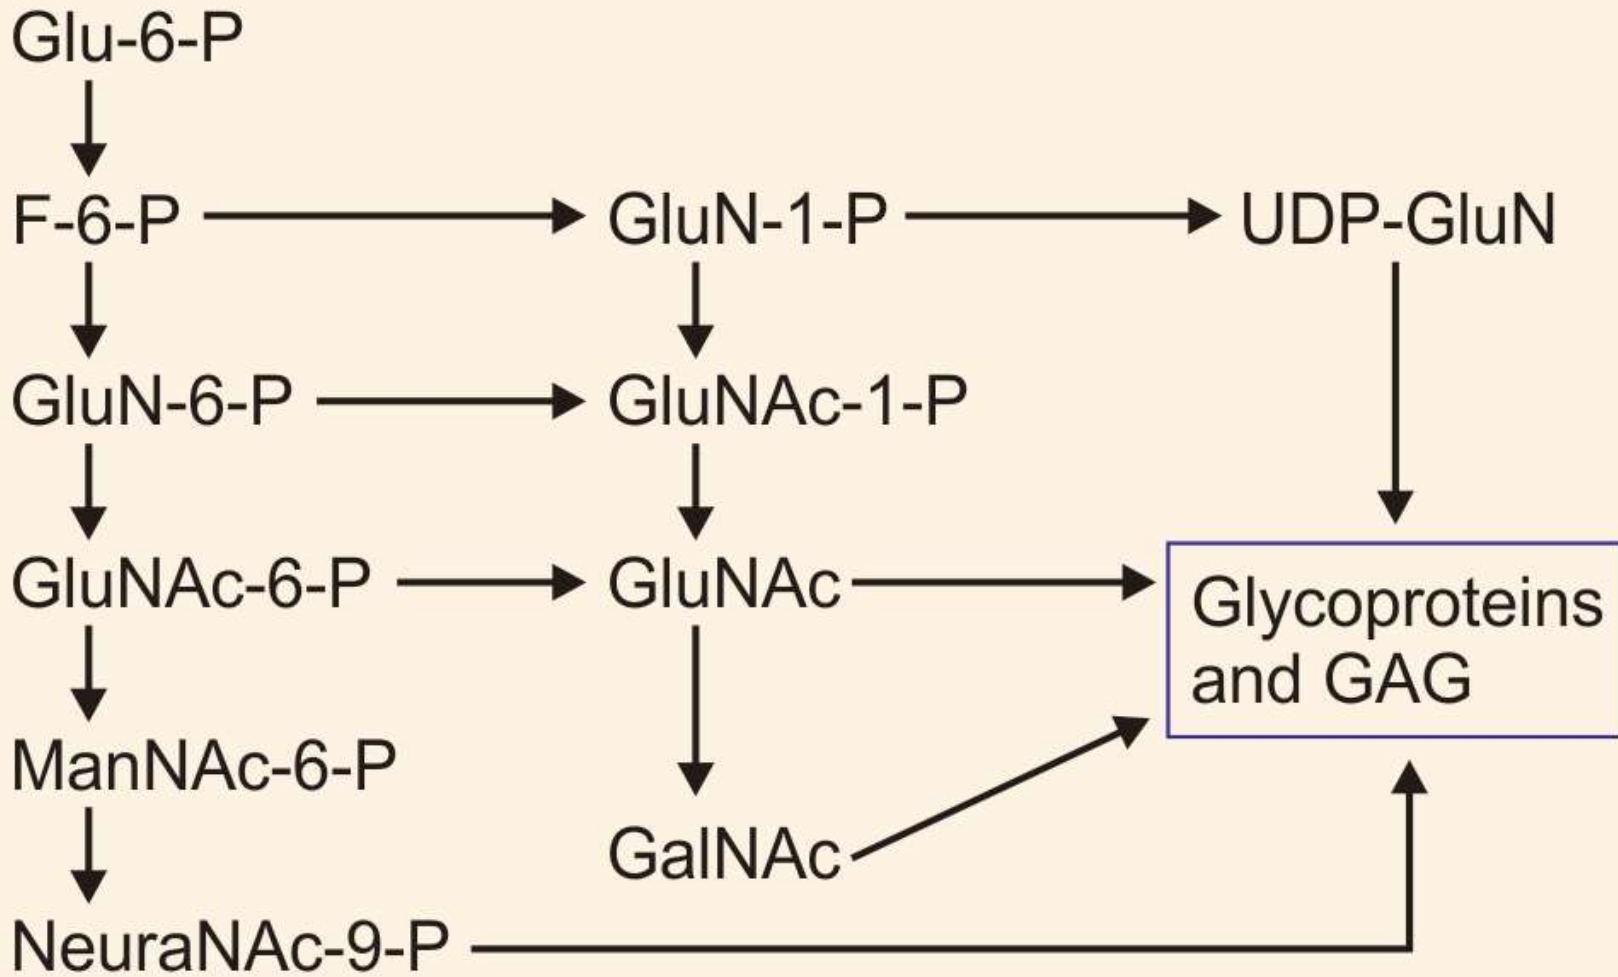 Glu-6-P
F-6-P GluN-1-P UDP-GluN
GluN-6-P GluNAc-1-P
GluNAc-6-P GluNAc
Glycoproteins
and GAG
ManNAc-6-P
GalNAc
NeuraNAc-9-P